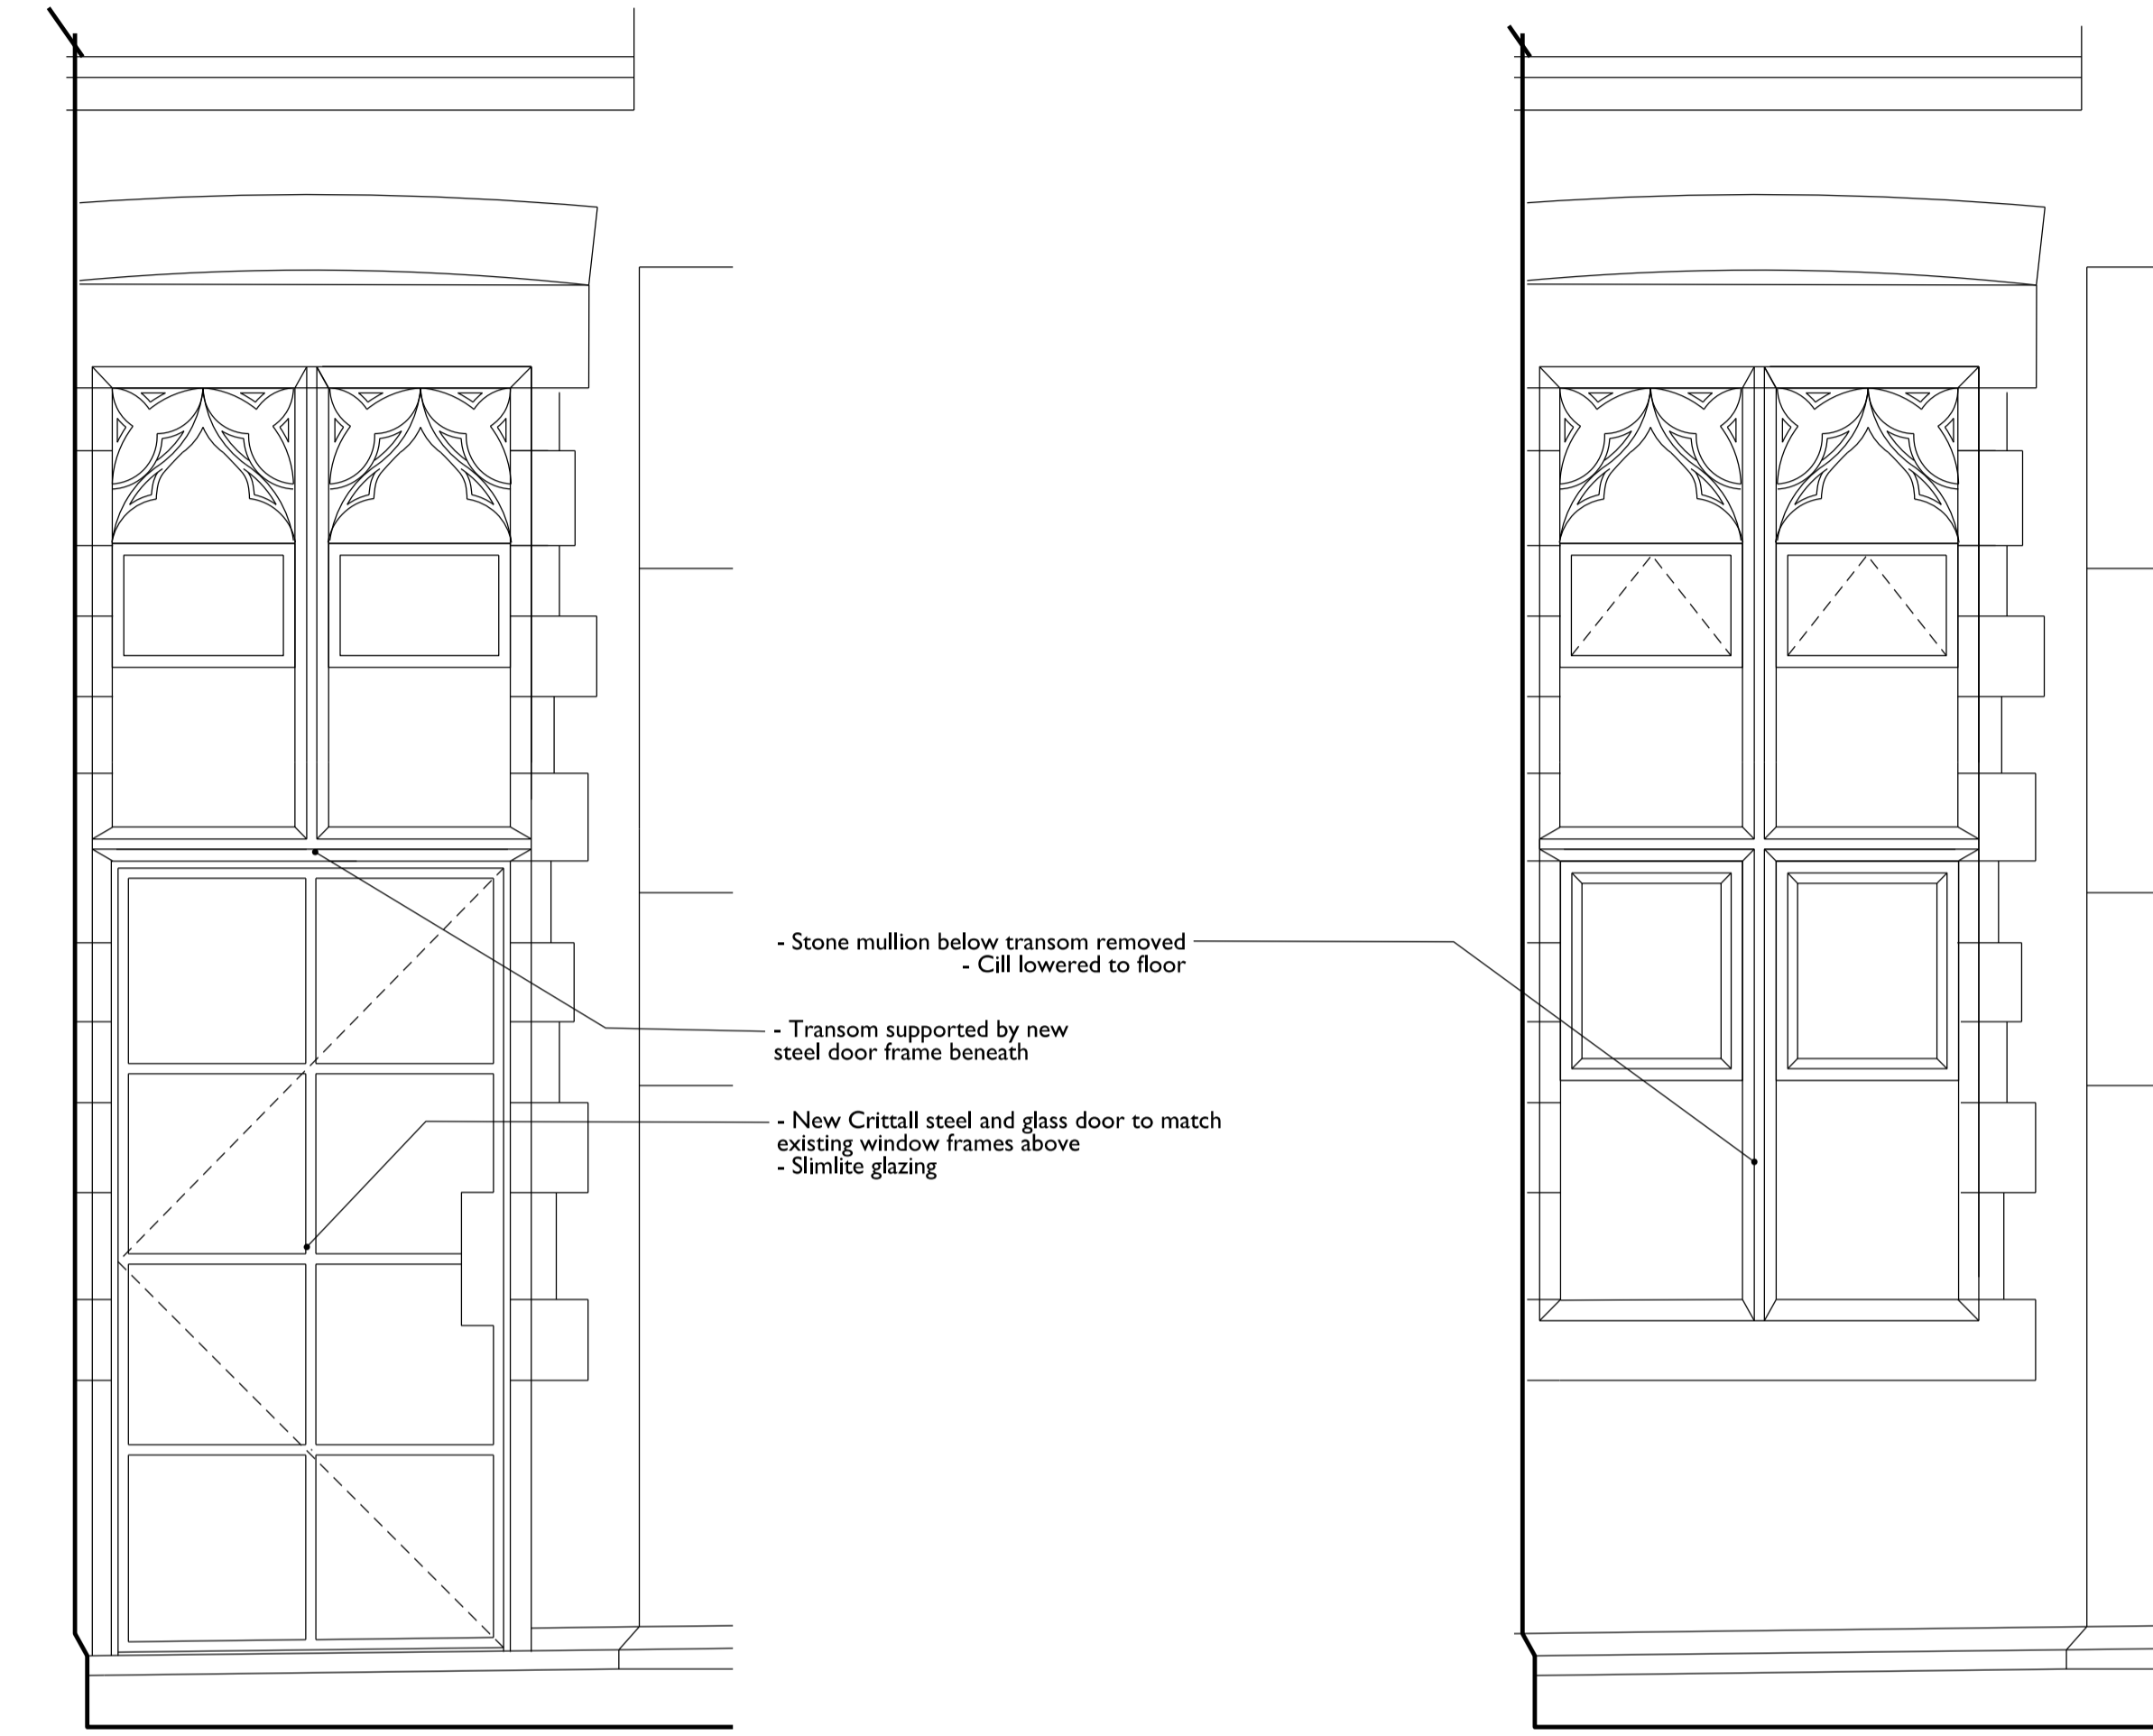 - Stone mullion below transom removed
- Cill lowered to floor
- Transom supported by new
steel door frame beneath
- New Crittall steel and glass door to match
existing window frames above
- Slimlite glazing